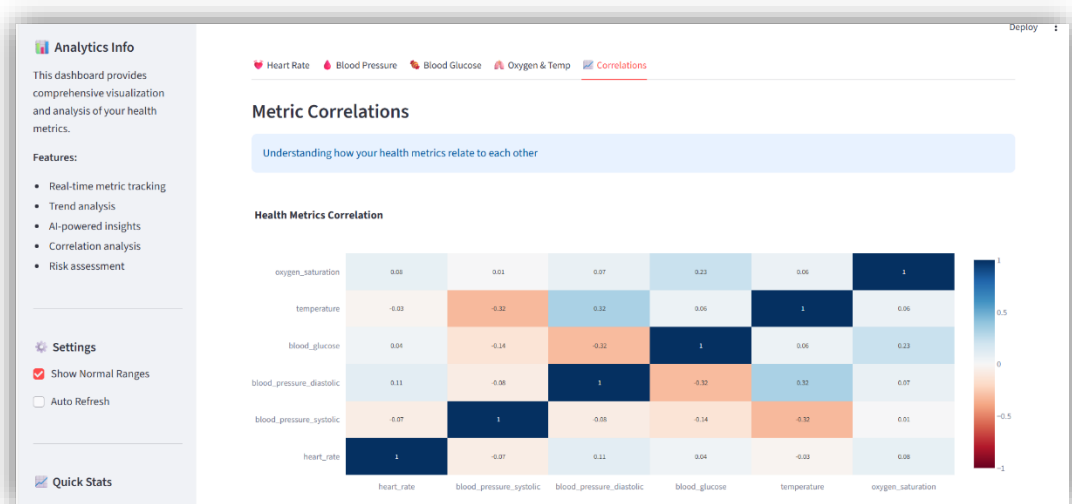 Deploy
📊 Analytics Info
This dashboard provides
comprehensive visualization
and analysis of your health
metrics.
Features:
Real-time metric tracking
Trend analysis
AI-powered insights
Correlation analysis
Risk assessment
Settings
Show Normal Ranges
Auto Refresh
Quick Stats
Heart Rate Blood Pressure Blood Glucose Oxygen & Temp Correlations
Metric Correlations
Understanding how your health metrics relate to each other
Health Metrics Correlation
oxygen_saturation 0.08 0.01 0.07 0.23 0.06 1
temperature -0.03 -0.32 0.32 0.06 1 0.06
blood_glucose 0.04 -0.14 -0.32 1 0.06 0.23
blood_pressure_diastolic 0.11 -0.08 1 -0.32 0.32 0.07
blood_pressure_systolic -0.07 1 -0.08 -0.14 -0.32 0.01
heart_rate 1 -0.07 0.11 0.04 -0.03 0.08
heart_rate blood_pressure_systolic blood_pressure_diastolic blood_glucose temperature oxygen_saturation
1
0.5
0
−0.5
−1